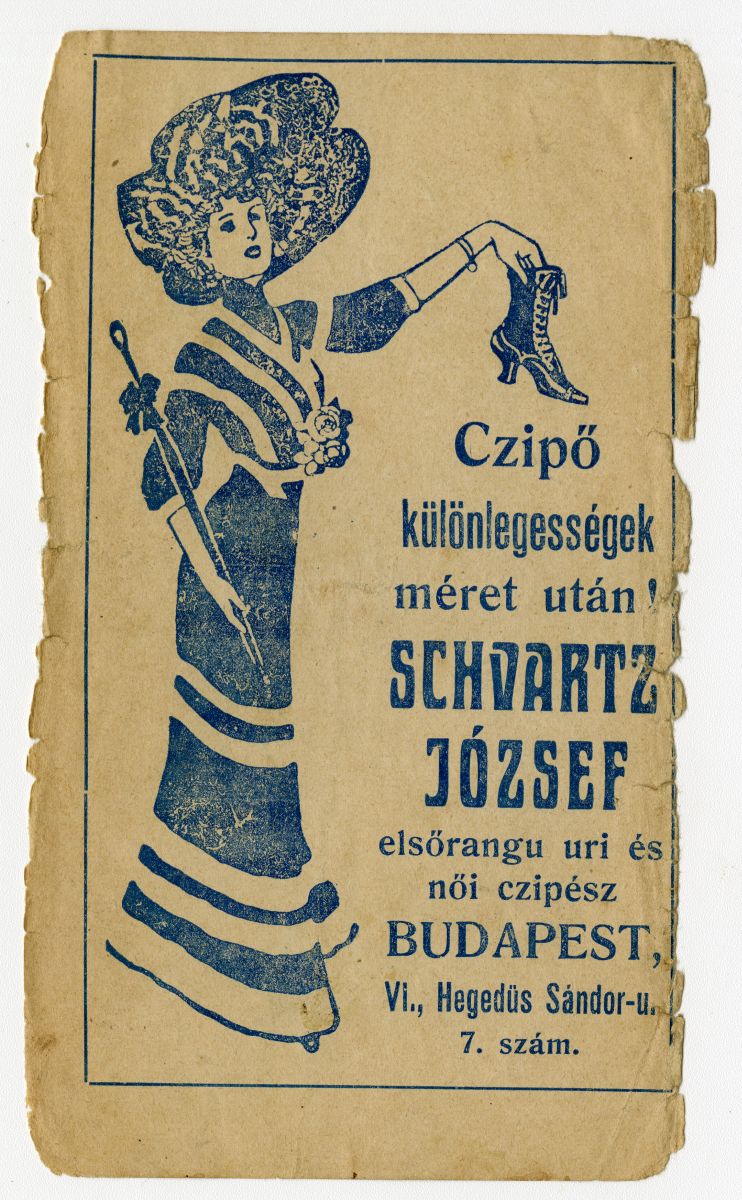 Czipő
különlegességek
méret után!
SCHVARTZ
JÓZSEF
elsőrangu uri és
női czipész
BUDAPEST,
VI., Hegedüs Sándor-u.
7. szám.